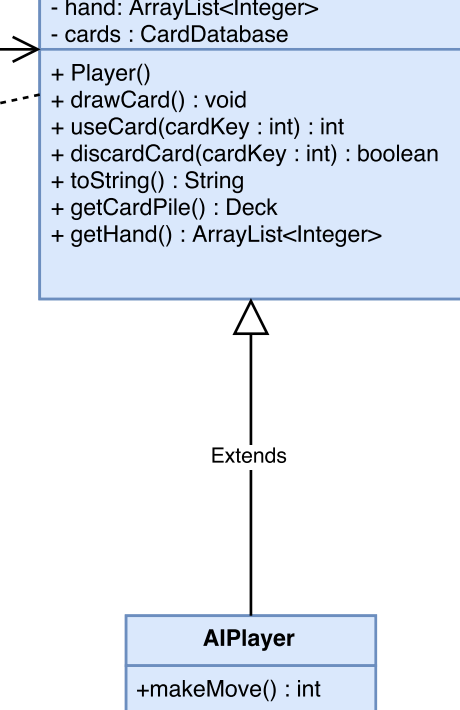 - hand: ArrayList<Integer>
- cards : CardDatabase
+ Player()
+ drawCard() : void
+ useCard(cardKey : int) : int
+ discardCard(cardKey : int) : boolean
+ toString() : String
+ getCardPile() : Deck
+ getHand() : ArrayList<Integer>
Extends
AIPlayer
+makeMove() : int